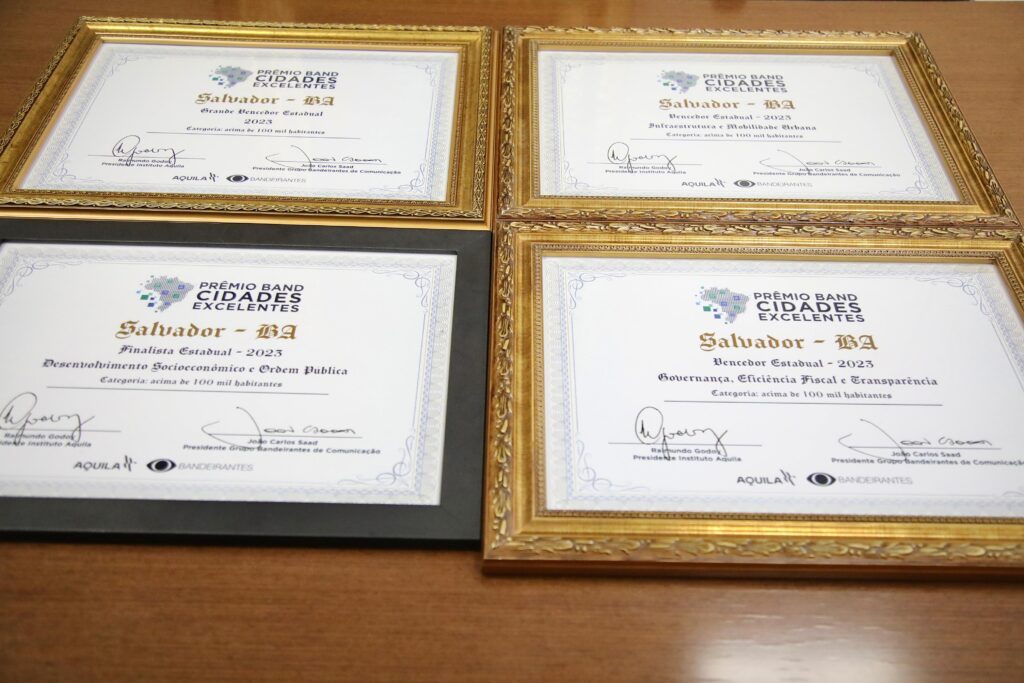 PRÊMIO BAND
CIDADES
EXCELENTES
Salvador - BA
Grande Vencedor Estadual
2023
Categoria: acima de 100 mil habitantes
Raimundo Godoy
Presidente Instituto Aquila
João Carlos Saad
Presidente Grupo Bandeirantes de Comunicação
AQUILA
BANDEIRANTES
PRÊMIO BAND
CIDADES
EXCELENTES
Salvador - BA
Vencedor Estadual - 2023
Infraestrutura e Mobilidade Urbana
Categoria: acima de 100 mil habitantes
Raimundo Godoy
Presidente Instituto Aquila
João Carlos Saad
Presidente Grupo Bandeirantes de Comunicação
AQUILA
BANDEIRANTES
PRÊMIO BAND
CIDADES
EXCELENTES
Salvador - BA
Finalista Estadual - 2023
Desenvolvimento Socioeconômico e Ordem Pública
Categoria: acima de 100 mil habitantes
Raimundo Godoy
idente Instituto Aquila
João Carlos Saad
Presidente Grupo Bandeirantes de Comunicação
AQUILA
BANDEIRANTES
PRÊMIO BAND
CIDADES
EXCELENTES
Salvador - BA
Vencedor Estadual - 2023
Governança, Eficiência Fiscal e Transparência
Categoria: acima de 100 mil habitantes
Raimundo Godoy
Presidente Instituto Aquila
João Carlos Saad
Presidente Grupo Bandeirantes de Comunicação
AQUILA
BANDEIRANTES